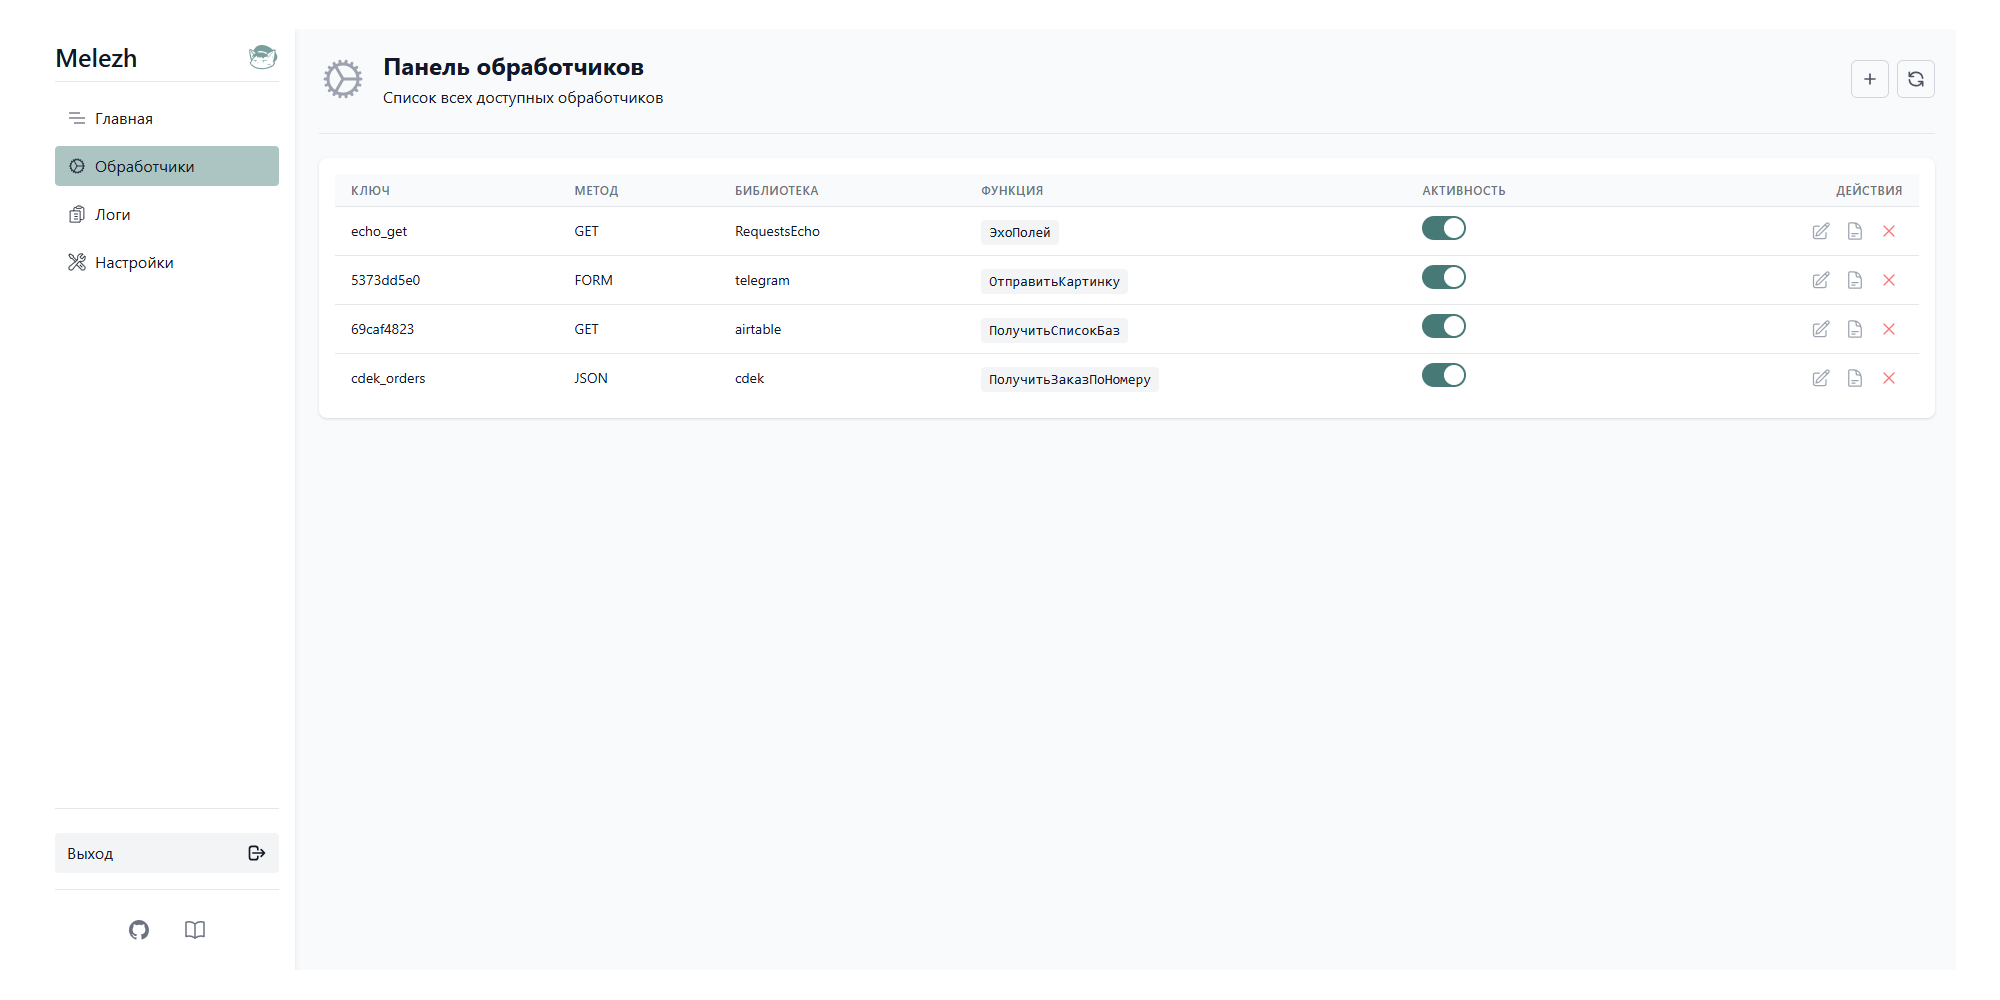 Melezh
Главная
Обработчики
Логи
Настройки
Выход
Панель обработчиков
Список всех доступных обработчиков
КЛЮЧ МЕТОД БИБЛИОТЕКА ФУНКЦИЯ АКТИВНОСТЬ ДЕЙСТВИЯ
echo_get GET RequestsEcho ЭхоПолей
5373dd5e0 FORM telegram ОтправитьКартинку
69caf4823 GET airtable ПолучитьСписокБаз
cdek_orders JSON cdek ПолучитьЗаказПоНомеру